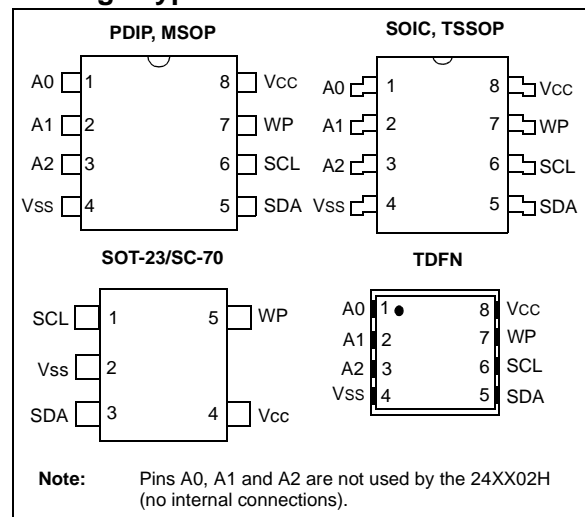 PDIP, MSOP
A0 1 8 VCC
A1 2 7 WP
A2 3 6 SCL
VSS 4 5 SDA
SOIC, TSSOP
A0 1 8 VCC
A1 2 7 WP
A2 3 6 SCL
VSS 4 5 SDA
SOT-23/SC-70
SCL 1 5 WP
Vss 2
SDA 3 4 Vcc
TDFN
A0 1 8 VCC
A1 2 7 WP
A2 3 6 SCL
VSS 4 5 SDA
Note: Pins A0, A1 and A2 are not used by the 24XX02H
(no internal connections).